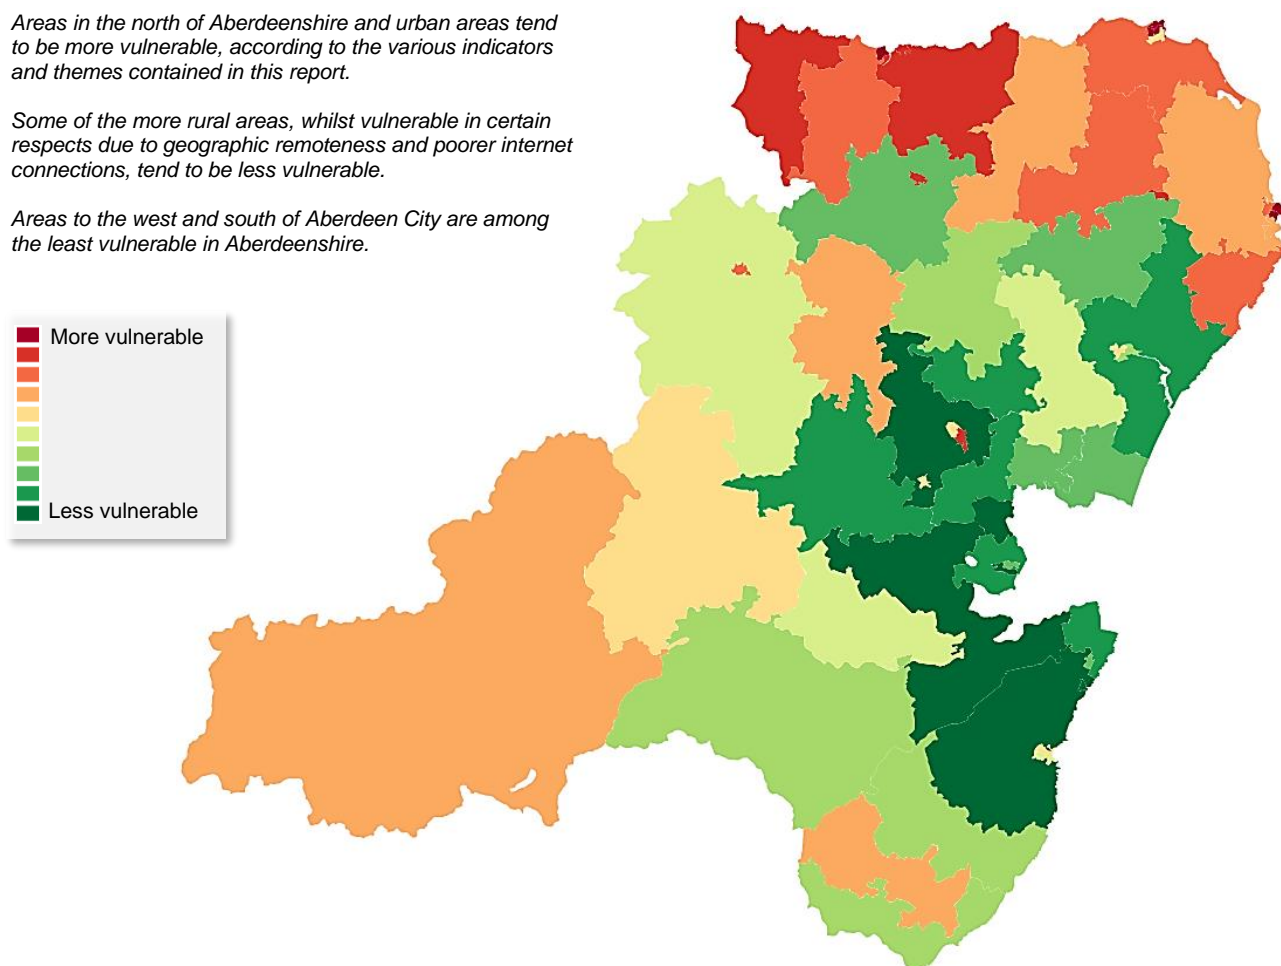 Areas in the north of Aberdeenshire and urban areas tend
to be more vulnerable, according to the various indicators
and themes contained in this report.
Some of the more rural areas, whilst vulnerable in certain
respects due to geographic remoteness and poorer internet
connections, tend to be less vulnerable.
Areas to the west and south of Aberdeen City are among
the least vulnerable in Aberdeenshire.
More vulnerable
Less vulnerable